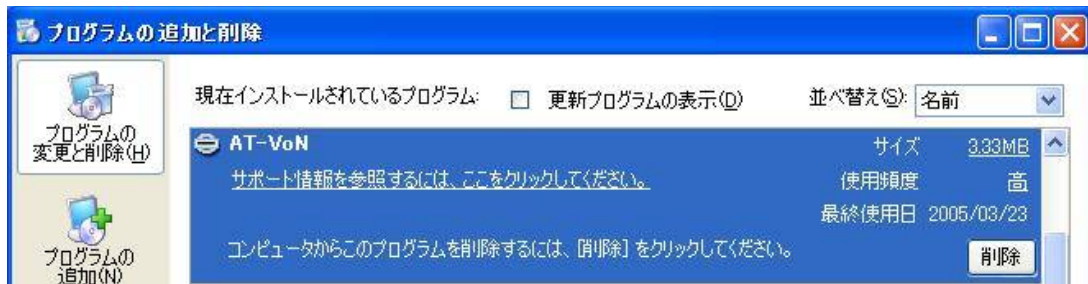 プログラムの追加と削除
プログラムの
変更と削除(H)
現在インストールされているプログラム:
更新プログラムの表示(D)
並べ替え(S):
名前
AT-VoN
サイズ
3.33MB
サポート情報を参照するには、ここをクリックしてください。
使用頻度
高
最終使用日
2005/03/23
コンピュータからこのプログラムを削除するには、[削除] をクリックしてください。
削除
プログラムの
追加(N)